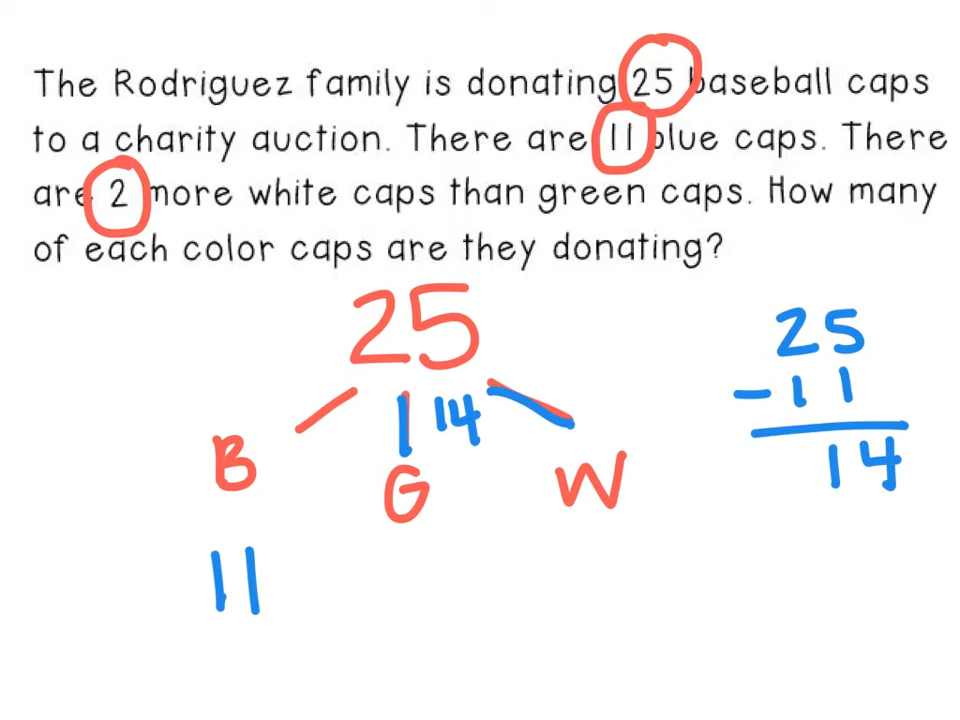 The Rodriguez family is donating 25 baseball caps
to a charity auction. There are 11 blue caps. There
are 2 more white caps than green caps. How many
of each color caps are they donating?
25
14
B G W
11
25
- 11
14